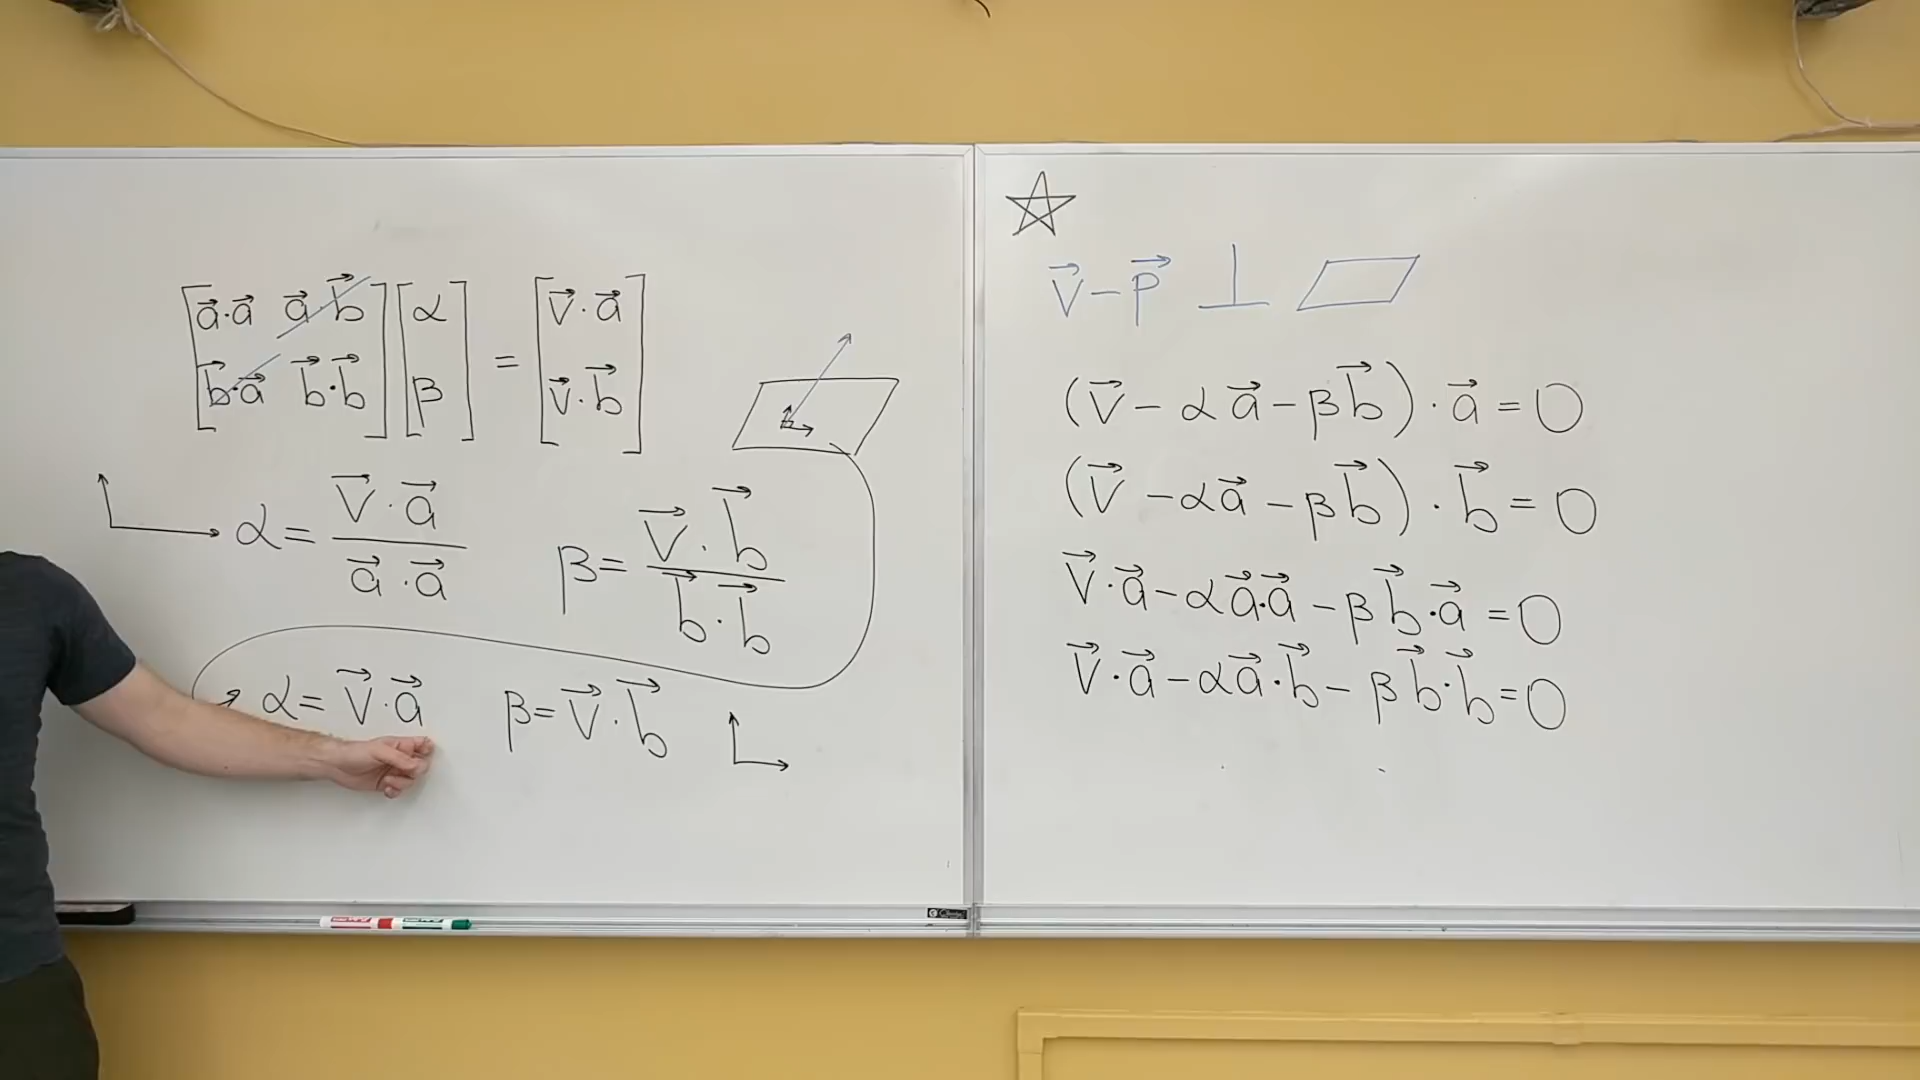 [a⃗·a⃗ a⃗·b⃗] [α] = [v⃗·a⃗]
[b⃗·a⃗ b⃗·b⃗] [β] [v⃗·b⃗]
α = (v⃗·a⃗)/(a⃗·a⃗) β = (v⃗·b⃗)/(b⃗·b⃗)
α = v⃗·a⃗ β = v⃗·b⃗
v⃗ − p⃗ ⊥ ▱
(v⃗ − αa⃗ − βb⃗)·a⃗ = 0
(v⃗ − αa⃗ − βb⃗)·b⃗ = 0
v⃗·a⃗ − αa⃗·a⃗ − βb⃗·a⃗ = 0
v⃗·a⃗ − αa⃗·b⃗ − βb⃗·b⃗ = 0